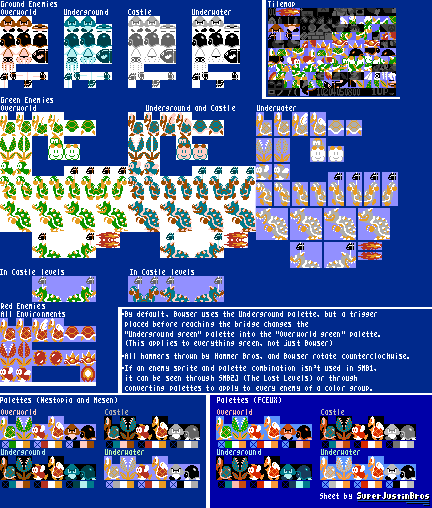 Ground Enemies
Overworld Underground Castle Underwater
Tilemap
Green Enemies
Overworld Underground and Castle Underwater
In Castle levels In Castle levels
Red Enemies
All Environments
•By default, Bowser uses the Underground palette, but a trigger
placed before reaching the bridge changes the
"Underground green" palette into the "Overworld green" palette.
(This applies to everything green, not just Bowser)
•All hammers thrown by Hammer Bros. and Bowser rotate counterclockwise.
•If an enemy sprite and palette combination isn't used in SMB1,
it can be seen through SMB2J (The Lost Levels) or through
converting palettes to apply to every enemy of a color group.
Palettes (Nestopia and Mesen)
Overworld Castle
Underground Underwater
Palettes (FCEUX)
Overworld Castle
Underground Underwater
Sheet by SuperJustinBros